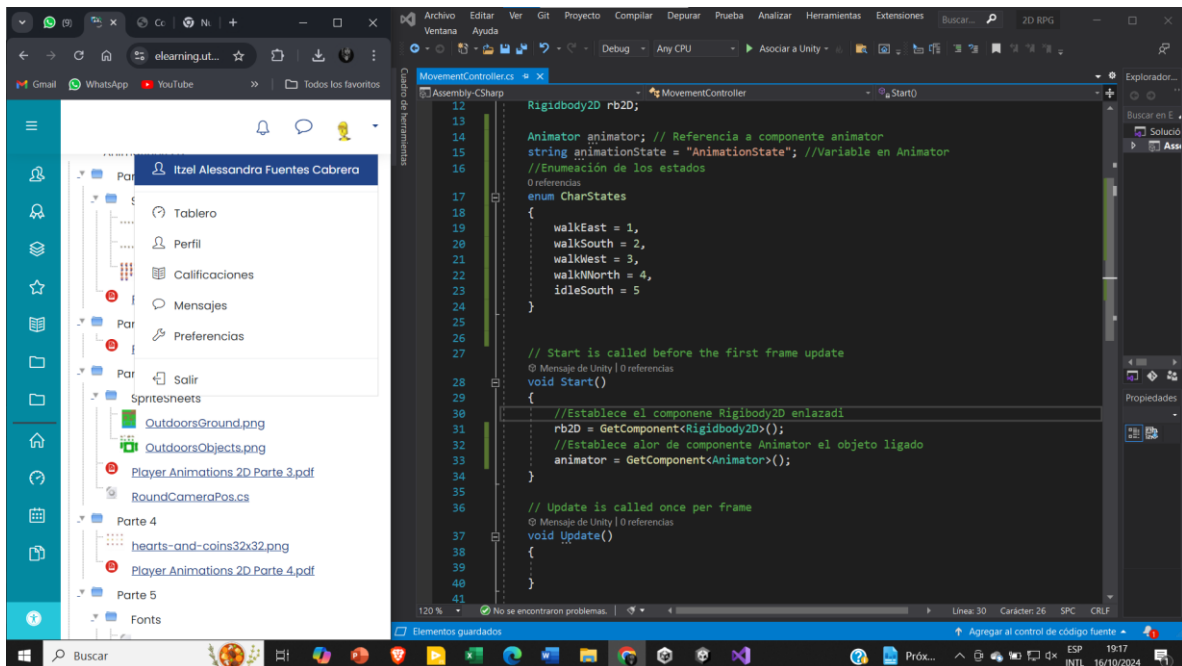 (9)
Cc
Nu
elearning.ut...
Gmail
WhatsApp
YouTube
»
Todos los favoritos
Itzel Alessandra Fuentes Cabrera
Tablero
Perfil
Calificaciones
Mensajes
Preferencias
Salir
Par
S
Par
Par
SpriteSheets
OutdoorsGround.png
OutdoorsObjects.png
Player Animations 2D Parte 3.pdf
RoundCameraPos.cs
Parte 4
hearts-and-coins32x32.png
Player Animations 2D Parte 4.pdf
Parte 5
Fonts
Archivo Editar Ver Git Proyecto Compilar Depurar Prueba Analizar Herramientas Extensiones Buscar... 2D RPG
Ventana Ayuda
Debug Any CPU Asociar a Unity
Cuadro de herramientas
MovementController.cs
Assembly-CSharp MovementController Start()
12 Rigidbody2D rb2D;
13
14 Animator animator; // Referencia a componente animator
15 string animationState = "AnimationState"; //Variable en Animator
16 //Enumeación de los estados
0 referencias
17 enum CharStates
18 {
19 walkEast = 1,
20 walkSouth = 2,
21 walkWest = 3,
22 walkNNorth = 4,
23 idleSouth = 5
24 }
25
26
27 // Start is called before the first frame update
Mensaje de Unity | 0 referencias
28 void Start()
29 {
30 //Establece el componene Rigibody2D enlazadi
31 rb2D = GetComponent<Rigidbody2D>();
32 //Establece alor de componente Animator el objeto ligado
33 animator = GetComponent<Animator>();
34 }
35
36 // Update is called once per frame
Mensaje de Unity | 0 referencias
37 void Update()
38 {
39
40 }
41
120 % No se encontraron problemas. Línea: 30 Carácter: 26 SPC CRLF
Explorador...
Buscar en E
Solució
Ass
Propiedades
Elementos guardados Agregar al control de código fuente
Buscar
Próx...
ESP
INTL
19:17
16/10/2024